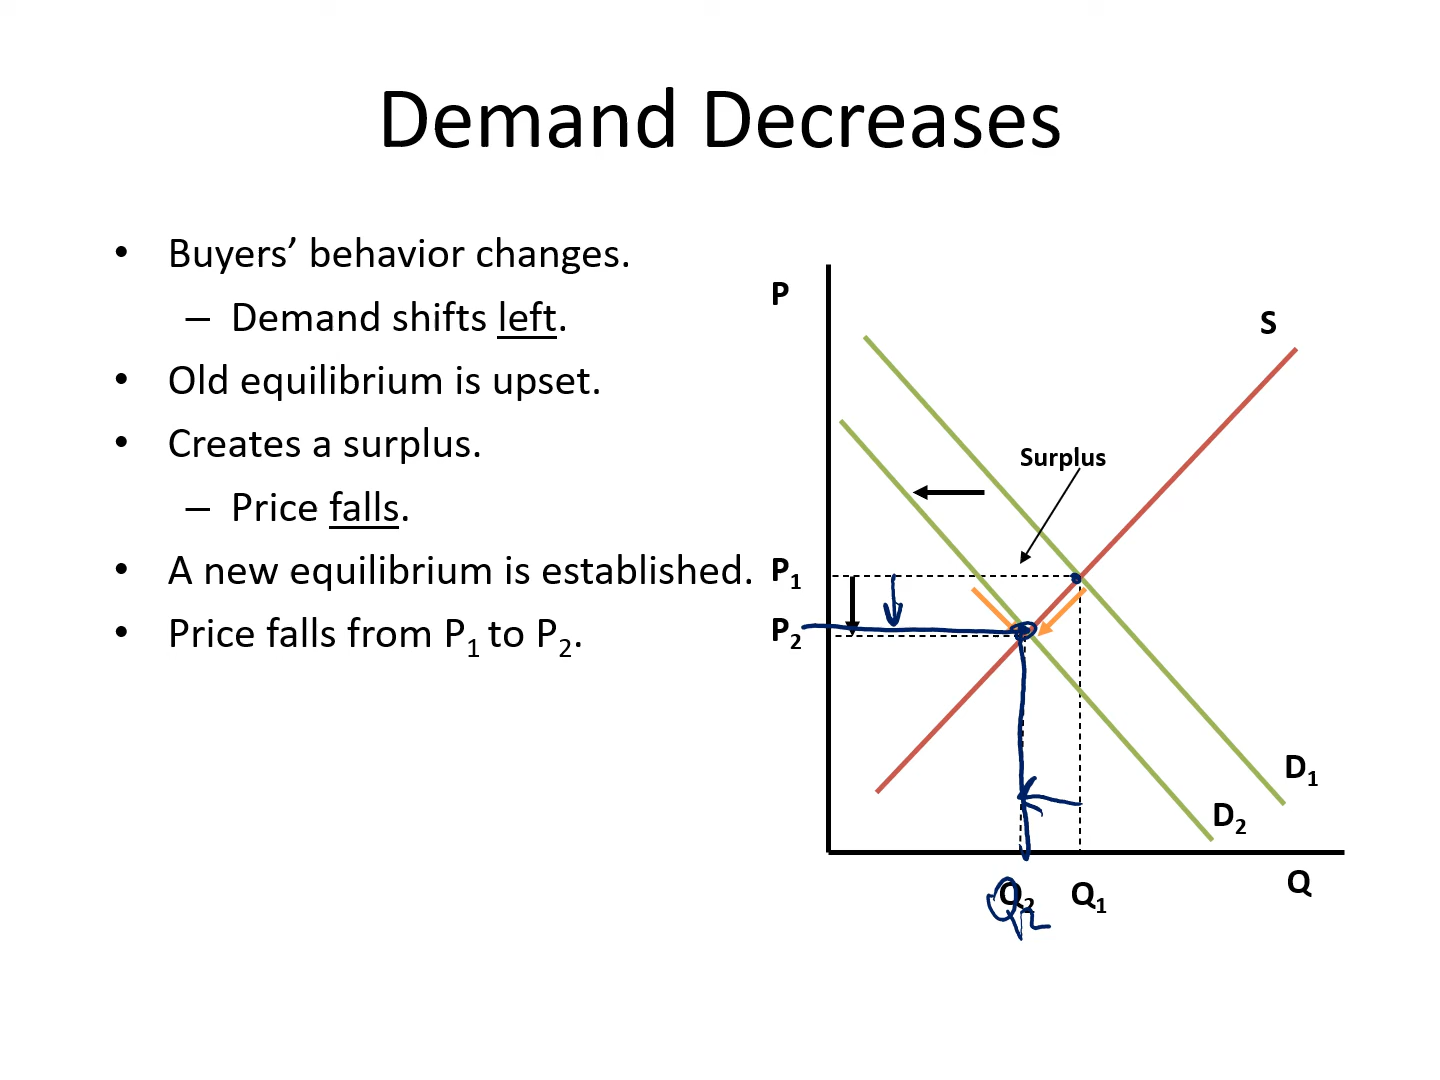 Demand Decreases
• Buyers’ behavior changes.
– Demand shifts left.
• Old equilibrium is upset.
• Creates a surplus.
– Price falls.
• A new equilibrium is established.
• Price falls from P1 to P2.
P
S
Surplus
P1
P2
D1
D2
Q
Q2 Q1
Q2